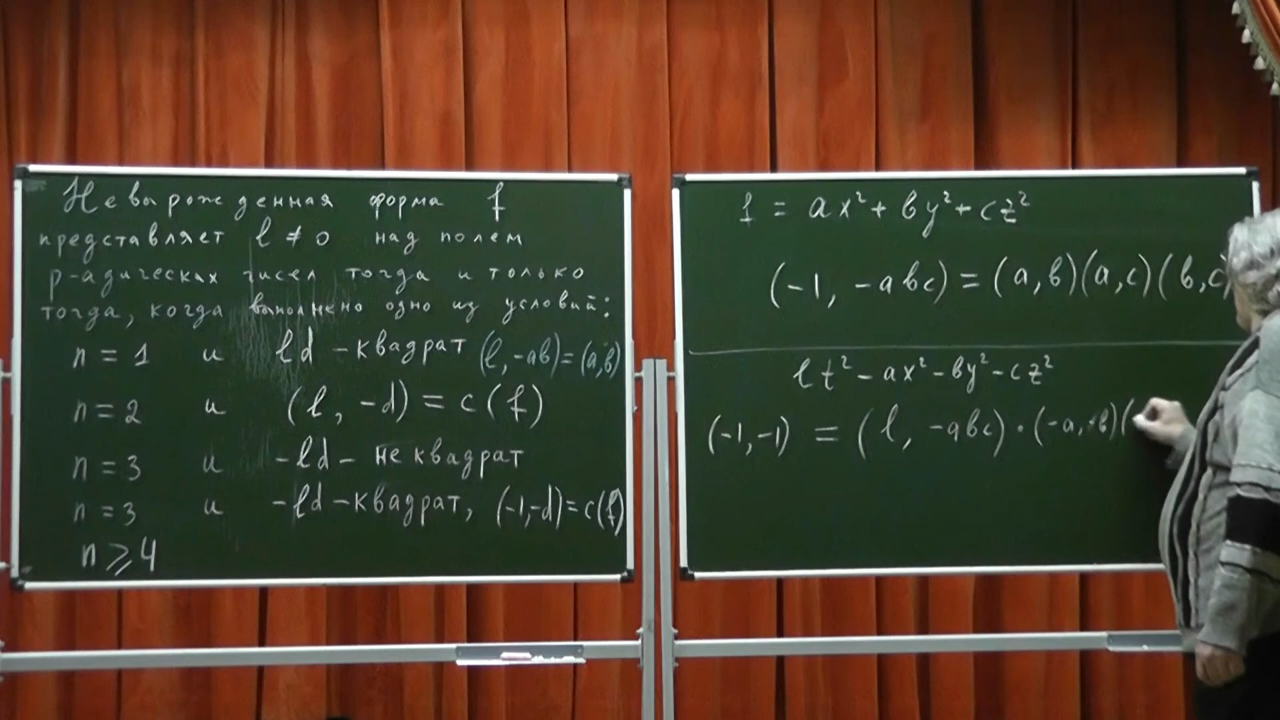 Невырожденная форма f
представляет l ≠ 0 над полем
p-адических чисел тогда и только
тогда, когда выполнено одно из условий:
n = 1 и ld – квадрат (l, -ab) = (a, b)
n = 2 и (l, -d) = c(f)
n = 3 и -ld – не квадрат
n = 3 и -ld – квадрат, (-1, -d) = c(f)
n ⩾ 4
f = ax² + by² + cz²
(-1, -abc) = (a, b)(a, c)(b, c
lt² - ax² - by² - cz²
(-1, -1) = (l, -abc) · (-a, -b)(